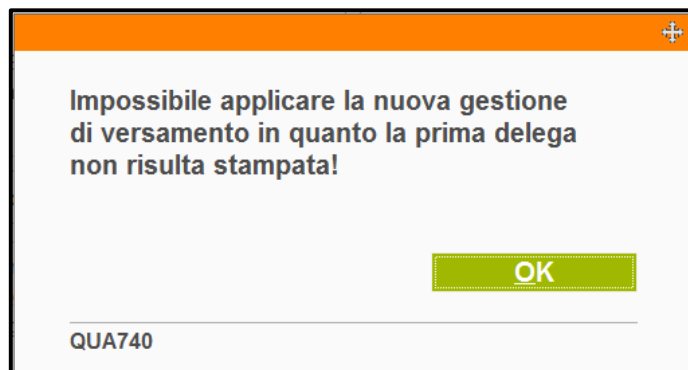 Impossibile applicare la nuova gestione
di versamento in quanto la prima delega
non risulta stampata!
OK
QUA740